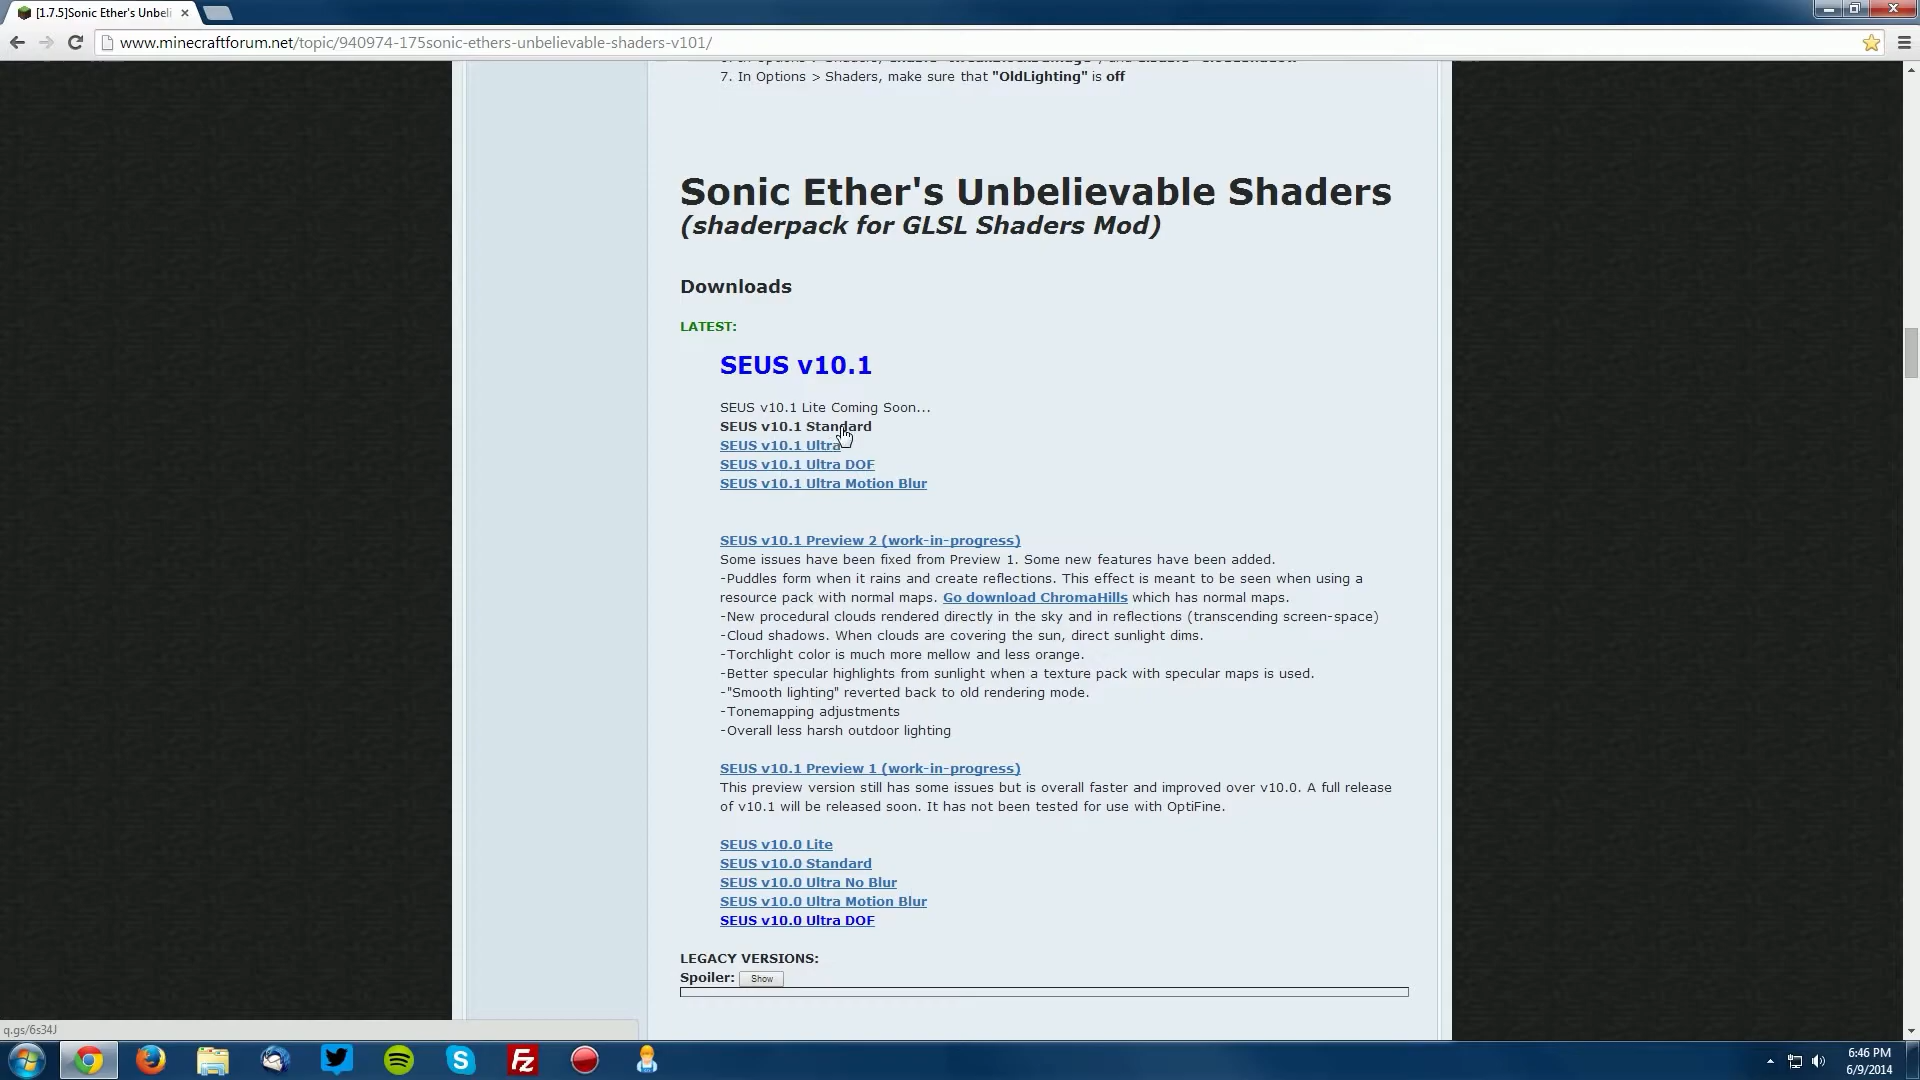 [1.7.5]Sonic Ether's Unbeli
www.minecraftforum.net/topic/940974-175sonic-ethers-unbelievable-shaders-v101/
7. In Options > Shaders, make sure that "OldLighting" is off
Sonic Ether's Unbelievable Shaders
(shaderpack for GLSL Shaders Mod)
Downloads
LATEST:
SEUS v10.1
SEUS v10.1 Lite Coming Soon...
SEUS v10.1 Standard
SEUS v10.1 Ultra
SEUS v10.1 Ultra DOF
SEUS v10.1 Ultra Motion Blur
SEUS v10.1 Preview 2 (work-in-progress)
Some issues have been fixed from Preview 1. Some new features have been added.
-Puddles form when it rains and create reflections. This effect is meant to be seen when using a
resource pack with normal maps. Go download ChromaHills which has normal maps.
-New procedural clouds rendered directly in the sky and in reflections (transcending screen-space)
-Cloud shadows. When clouds are covering the sun, direct sunlight dims.
-Torchlight color is much more mellow and less orange.
-Better specular highlights from sunlight when a texture pack with specular maps is used.
-"Smooth lighting" reverted back to old rendering mode.
-Tonemapping adjustments
-Overall less harsh outdoor lighting
SEUS v10.1 Preview 1 (work-in-progress)
This preview version still has some issues but is overall faster and improved over v10.0. A full release
of v10.1 will be released soon. It has not been tested for use with OptiFine.
SEUS v10.0 Lite
SEUS v10.0 Standard
SEUS v10.0 Ultra No Blur
SEUS v10.0 Ultra Motion Blur
SEUS v10.0 Ultra DOF
LEGACY VERSIONS:
Spoiler: Show
q.gs/6s34J
6:46 PM
6/9/2014